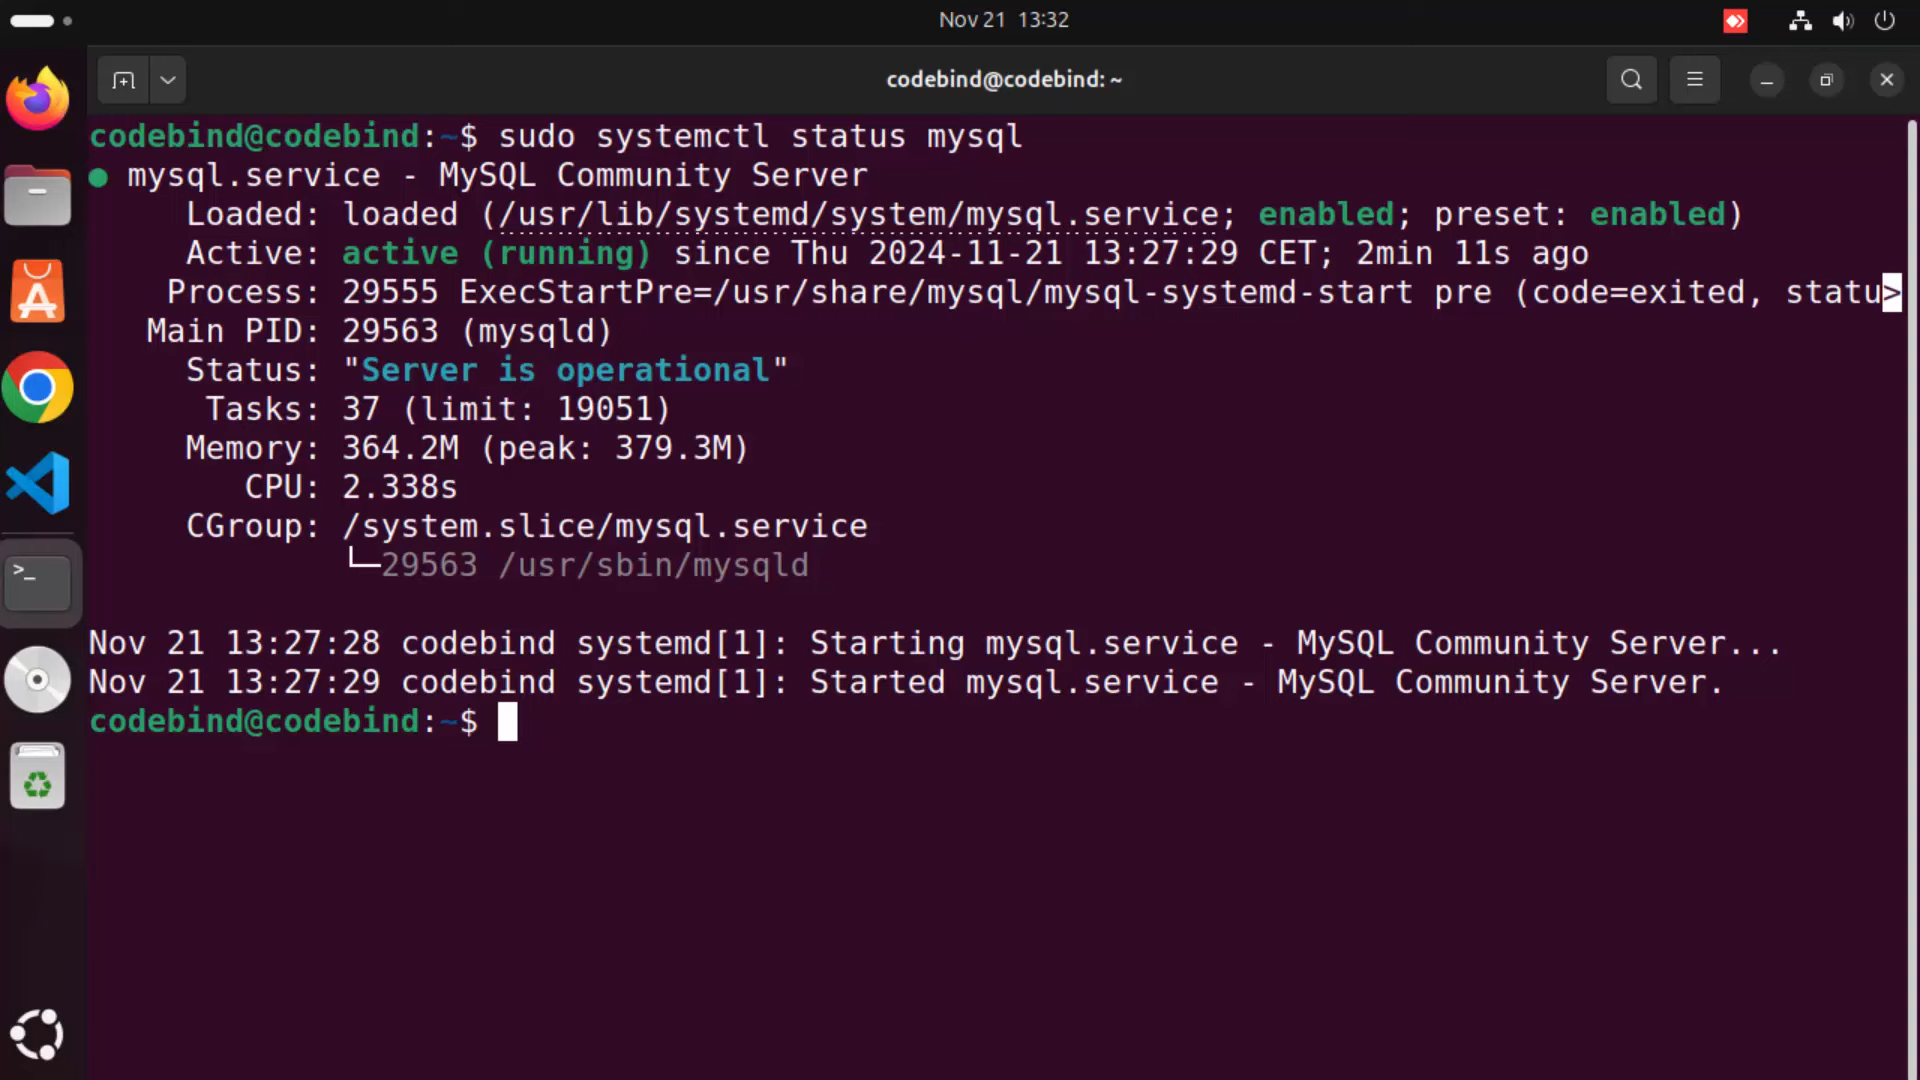 Nov 21 13:32
codebind@codebind: ~
codebind@codebind:~$ sudo systemctl status mysql
● mysql.service - MySQL Community Server
     Loaded: loaded (/usr/lib/systemd/system/mysql.service; enabled; preset: enabled)
     Active: active (running) since Thu 2024-11-21 13:27:29 CET; 2min 11s ago
    Process: 29555 ExecStartPre=/usr/share/mysql/mysql-systemd-start pre (code=exited, statu>
   Main PID: 29563 (mysqld)
     Status: "Server is operational"
      Tasks: 37 (limit: 19051)
     Memory: 364.2M (peak: 379.3M)
        CPU: 2.338s
     CGroup: /system.slice/mysql.service
             └─29563 /usr/sbin/mysqld
Nov 21 13:27:28 codebind systemd[1]: Starting mysql.service - MySQL Community Server...
Nov 21 13:27:29 codebind systemd[1]: Started mysql.service - MySQL Community Server.
codebind@codebind:~$
>_